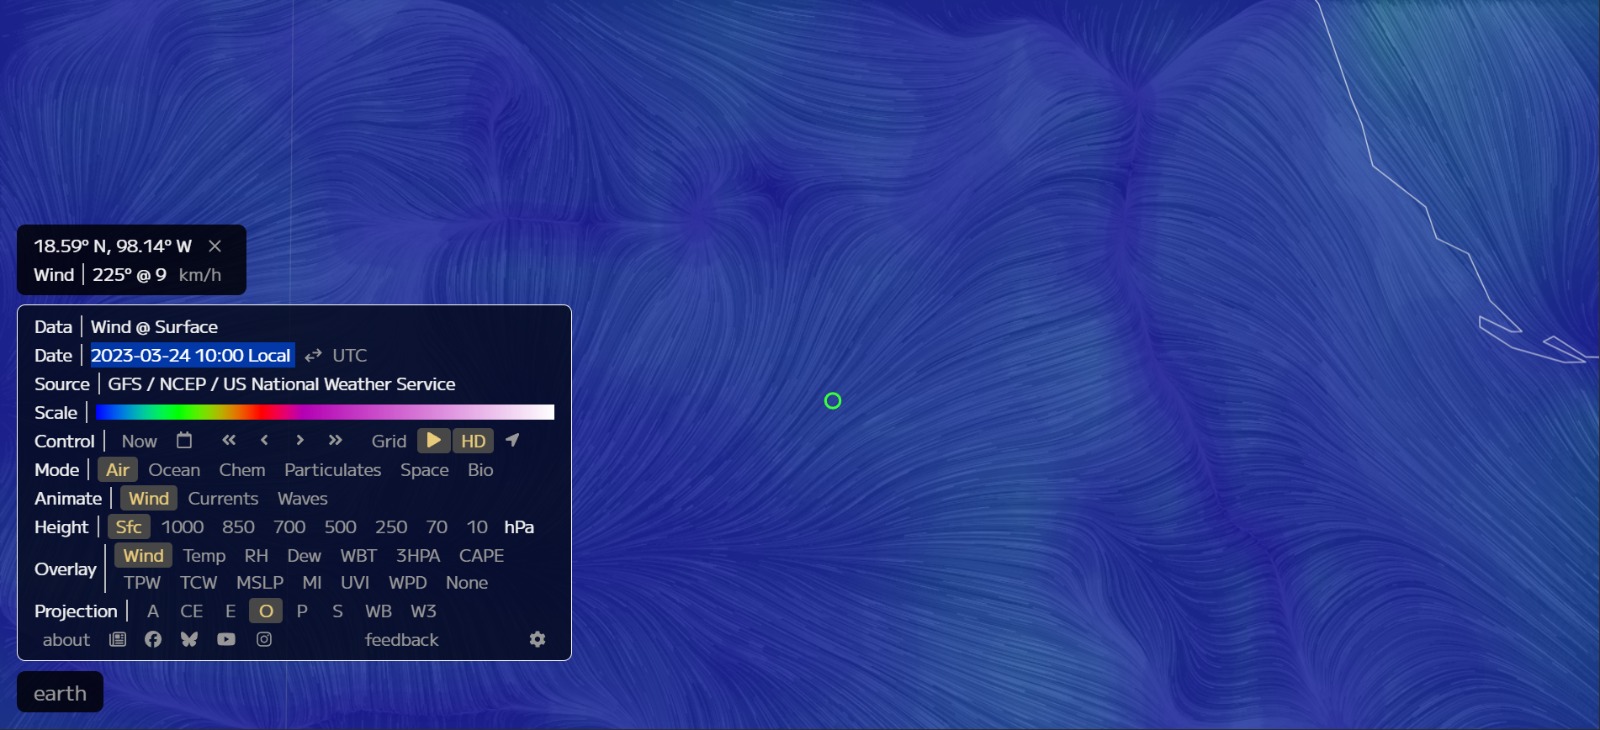 18.59° N, 98.14° W ×
Wind | 225° @ 9 km/h
Data | Wind @ Surface
Date | 2023-03-24 10:00 Local ⇄ UTC
Source | GFS / NCEP / US National Weather Service
Scale |
Control | Now « ‹ › » Grid HD
Mode | Air Ocean Chem Particulates Space Bio
Animate | Wind Currents Waves
Height | Sfc 1000 850 700 500 250 70 10 hPa
Overlay | Wind Temp RH Dew WBT 3HPA CAPE
TPW TCW MSLP MI UVI WPD None
Projection | A CE E O P S WB W3
about feedback
earth